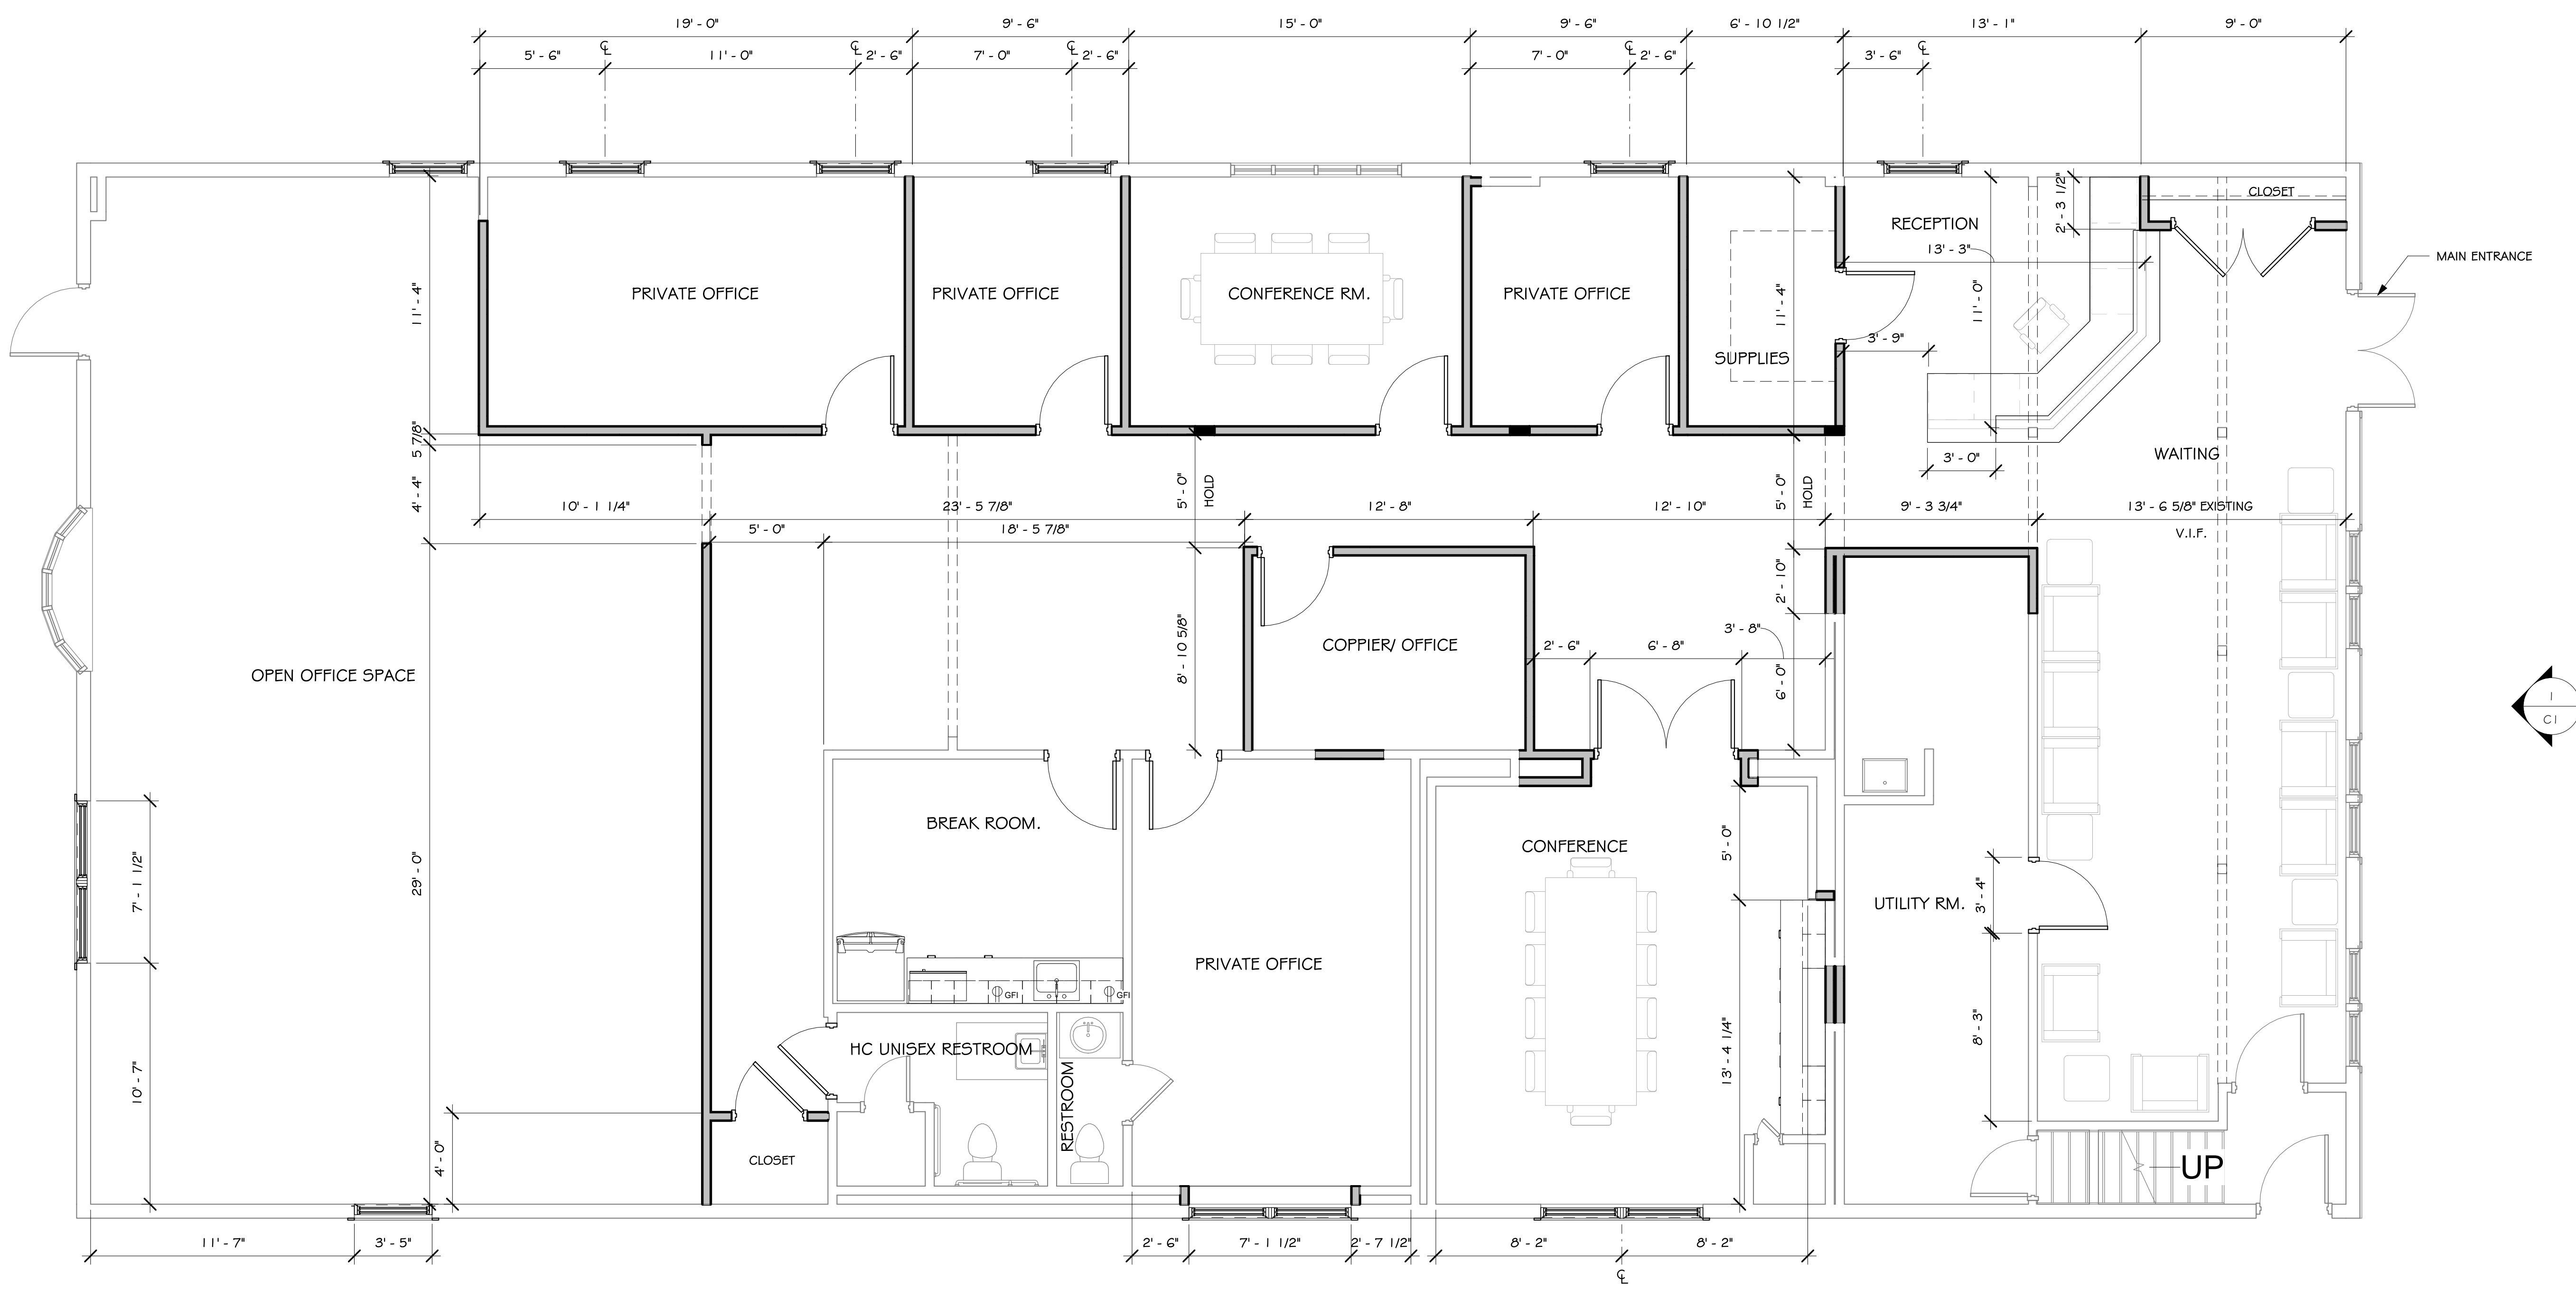 19' - 0" 9' - 6" 15' - 0" 9' - 6" 6' - 10 1/2" 13' - 1" 9' - 0"
℄ ℄ ℄ ℄ ℄
5' - 6" 11' - 0" 2' - 6" 7' - 0" 2' - 6" 7' - 0" 2' - 6" 3' - 6"
CLOSET
2' - 3 1/2"
RECEPTION
13' - 3"
MAIN ENTRANCE
PRIVATE OFFICE PRIVATE OFFICE CONFERENCE RM. PRIVATE OFFICE
11' - 4" 11' - 4" 11' - 0"
3' - 9"
SUPPLIES
5 7/8"
WAITING
3' - 0"
4' - 4" 5' - 0" HOLD 5' - 0" HOLD
10' - 1 1/4" 23' - 5 7/8" 12' - 8" 12' - 10" 9' - 3 3/4" 13' - 6 5/8" EXISTING
V.I.F.
5' - 0" 18' - 5 7/8"
2' - 10"
8' - 10 5/8" COPPIER/ OFFICE 2' - 6" 6' - 8" 3' - 8"
6' - 0"
OPEN OFFICE SPACE
1
C1
BREAK ROOM.
CONFERENCE
5' - 0"
7' - 1 1/2" 29' - 0"
UTILITY RM. 3' - 4"
PRIVATE OFFICE
GFI GFI
8' - 3"
HC UNISEX RESTROOM
13' - 4 1/4"
10' - 7" RESTROOM
4' - 0" CLOSET
UP
11' - 7" 3' - 5" 2' - 6" 7' - 1 1/2" 2' - 7 1/2" 8' - 2" 8' - 2"
℄